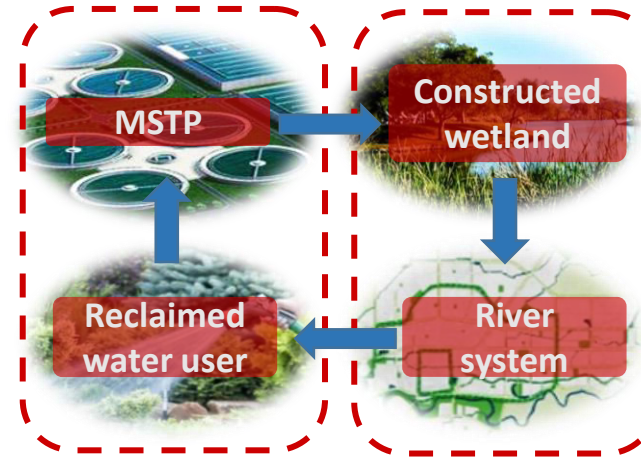 MSTP
Constructed
wetland
Reclaimed
water user
River
system